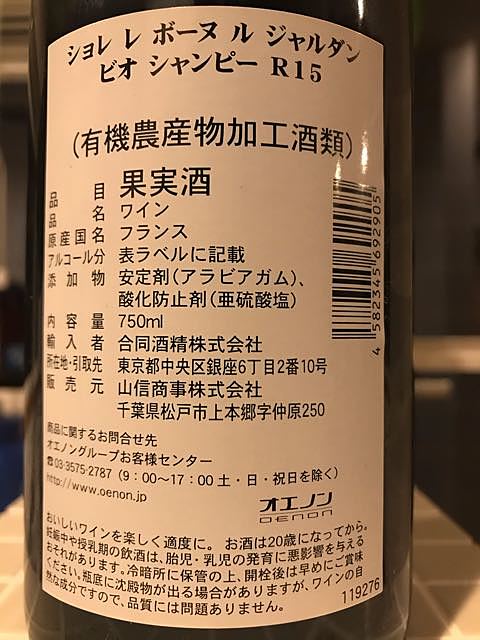 ショレ レ ボーヌ ル ジャルダン
ビオ シャンピー R15
(有機農産物加工酒類)
品目 果実酒
品名 ワイン
原産国名 フランス
アルコール分 表ラベルに記載
添加物 安定剤(アラビアガム)、
酸化防止剤(亜硫酸塩)
内容量 750ml
輸入者 合同酒精株式会社
所在地・引取先 東京都中央区銀座6丁目2番10号
販売元 山信商事株式会社
千葉県松戸市上本郷字仲原250
商品に関するお問合せ先
オエノングループお客様センター
☎03-3575-2787(9:00〜17:00 土・日・祝日を除く)
http://www.oenon.jp
オエノン
OENON
おいしいワインを楽しく適度に。 お酒は20歳になってから。
妊娠中や授乳期の飲酒は、胎児・乳児の発育に悪影響を与える
おそれがあります。冷暗所に保管の上、開栓後は早めにご賞味
ください。瓶底に沈殿物が出る場合がありますが、ワインの自
然な成分ですので、品質には問題ありません。
119276
4 582345 692905